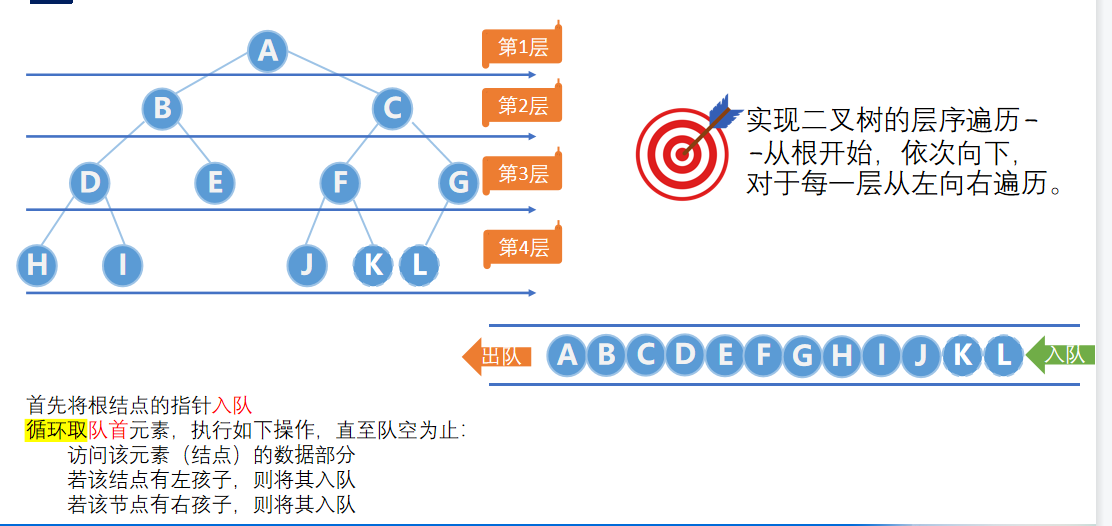 A
第1层
B
C
第2层
D
E
F
G
第3层
H
I
J
K
L
第4层
实现二叉树的层序遍历-
-从根开始，依次向下，
对于每一层从左向右遍历。
出队
A B C D E F G H I J K L
入队
首先将根结点的指针入队
循环取队首元素，执行如下操作，直至队空为止：
访问该元素（结点）的数据部分
若该结点有左孩子，则将其入队
若该节点有右孩子，则将其入队